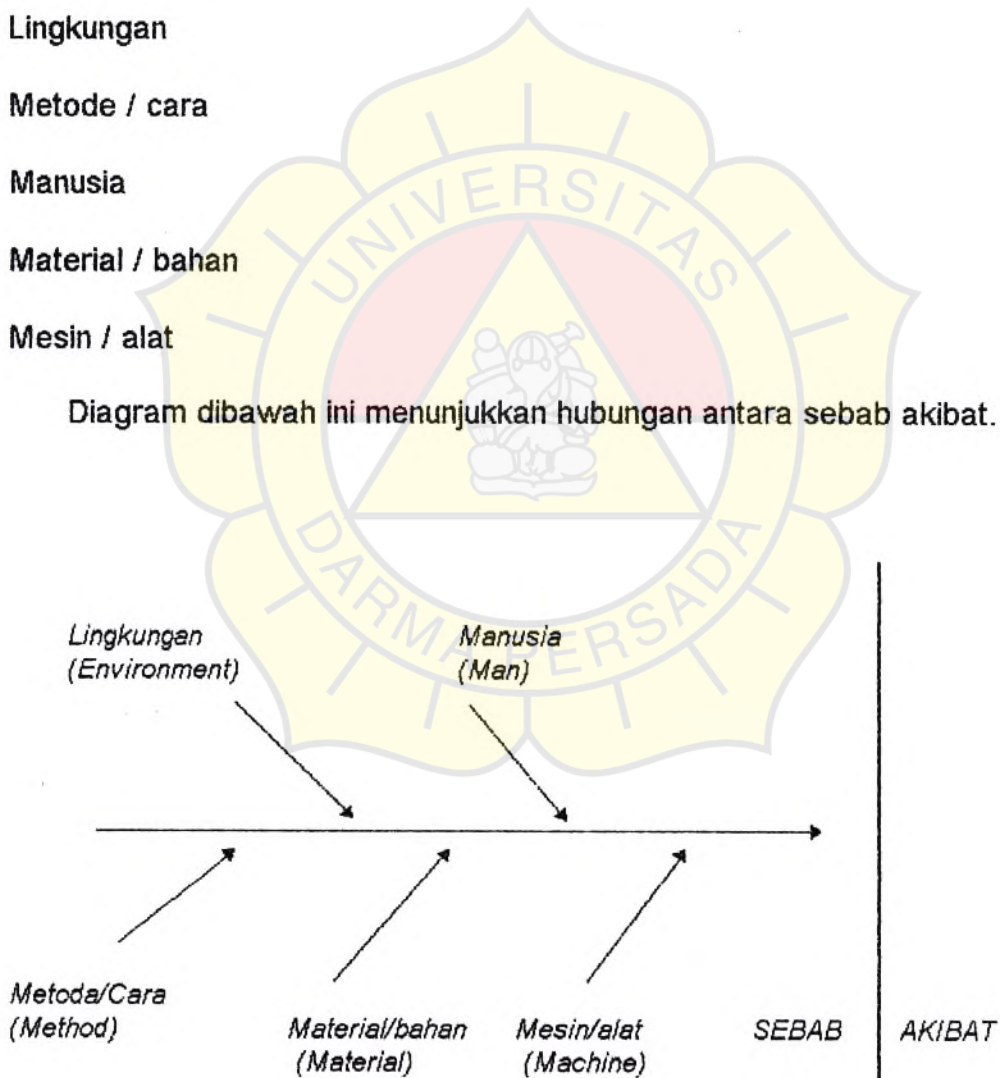 Lingkungan
Metode / cara
Manusia
Material / bahan
Mesin / alat
Diagram dibawah ini menunjukkan hubungan antara sebab akibat.
UNIVERSITAS
DARMA PERSADA
Lingkungan
(Environment)
Manusia
(Man)
Metoda/Cara
(Method)
Material/bahan
(Material)
Mesin/alat
(Machine)
SEBAB
AKIBAT